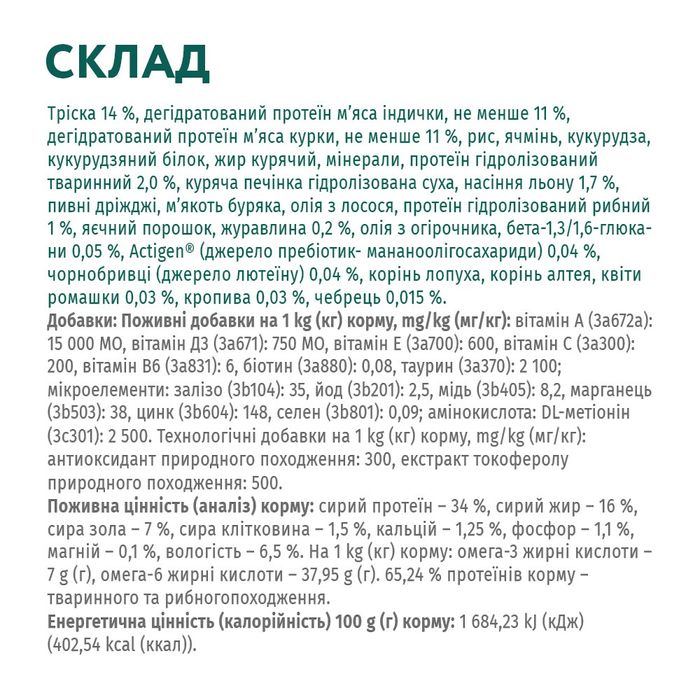 СКЛАД
Тріска 14 %, дегідратований протеїн м’яса індички, не менше 11 %,
дегідратований протеїн м’яса курки, не менше 11 %, рис, ячмінь, кукурудза,
кукурудзяний білок, жир курячий, мінерали, протеїн гідролізований
тваринний 2,0 %, куряча печінка гідролізована суха, насіння льону 1,7 %,
пивні дріжджі, м’якоть буряка, олія з лосося, протеїн гідролізований рибний
1 %, яєчний порошок, журавлина 0,2 %, олія з огірочника, бета-1,3/1,6-глюка-
ни 0,05 %, Actigen® (джерело пребіотик- мананоолігосахариди) 0,04 %,
чорнобривці (джерело лютеїну) 0,04 %, корінь лопуха, корінь алтея, квіти
ромашки 0,03 %, кропива 0,03 %, чебрець 0,015 %.
Добавки: Поживні добавки на 1 kg (кг) корму, mg/kg (мг/кг): вітамін А (3а672а):
15 000 МО, вітамін Д3 (3а671): 750 МО, вітамін Е (3а700): 600, вітамін С (3а300):
200, вітамін В6 (3а831): 6, біотин (3а880): 0,08, таурин (3а370): 2 100;
мікроелементи: залізо (3b104): 35, йод (3b201): 2,5, мідь (3b405): 8,2, марганець
(3b503): 38, цинк (3b604): 148, селен (3b801): 0,09; амінокислота: DL-метіонін
(3с301): 2 500. Технологічні добавки на 1 kg (кг) корму, mg/kg (мг/кг):
антиоксидант природного походження: 300, екстракт токоферолу
природного походження: 500.
Поживна цінність (аналіз) корму: сирий протеїн – 34 %, сирий жир – 16 %,
сира зола – 7 %, сира клітковина – 1,5 %, кальцій – 1,25 %, фосфор – 1,1 %,
магній – 0,1 %, вологість – 6,5 %. На 1 kg (кг) корму: омега-3 жирні кислоти –
7 g (г), омега-6 жирні кислоти – 37,95 g (г). 65,24 % протеїнів корму –
тваринного та рибногопоходження.
Енергетична цінність (калорійність) 100 g (г) корму: 1 684,23 kJ (кДж)
(402,54 kcal (ккал)).